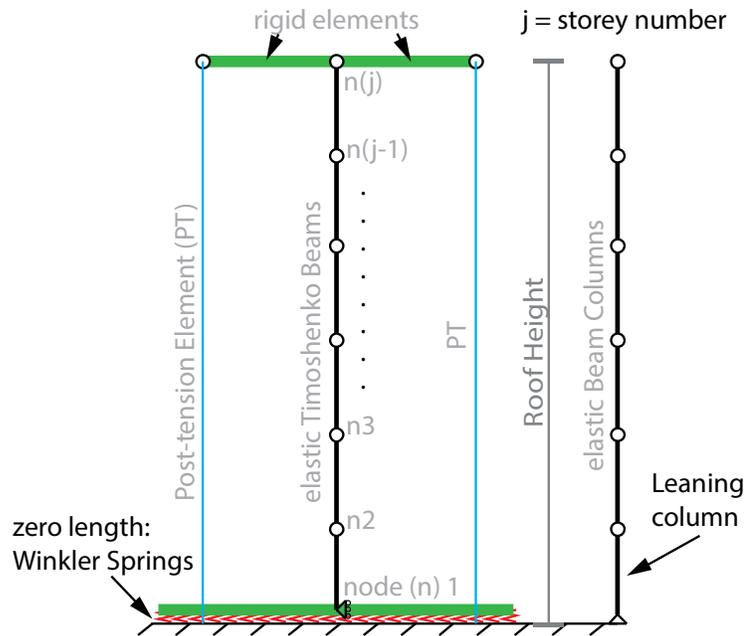 rigid elements
j = storey number
n(j)
n(j-1)
Post-tension Element (PT)
elastic Timoshenko Beams
PT
Roof Height
elastic Beam Columns
n3
n2
Leaning
column
zero length:
Winkler Springs
node (n) 1